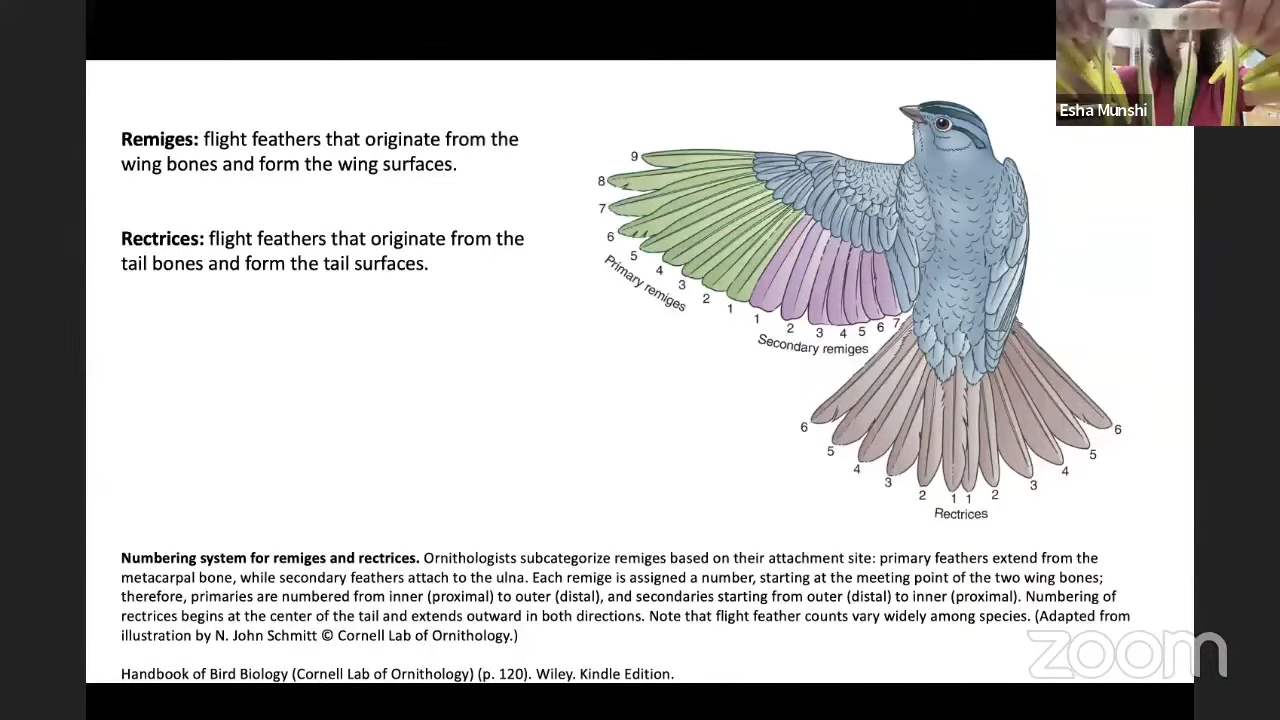 Esha Munshi
Remiges: flight feathers that originate from the
wing bones and form the wing surfaces.
Rectrices: flight feathers that originate from the
tail bones and form the tail surfaces.
9
8
7
6
5
4
3
2
1
Primary remiges
1
2
3
4
5
6
7
Secondary remiges
6
5
4
3
2
1 1
2
3
4
5
6
Rectrices
Numbering system for remiges and rectrices. Ornithologists subcategorize remiges based on their attachment site: primary feathers extend from the
metacarpal bone, while secondary feathers attach to the ulna. Each remige is assigned a number, starting at the meeting point of the two wing bones;
therefore, primaries are numbered from inner (proximal) to outer (distal), and secondaries starting from outer (distal) to inner (proximal). Numbering of
rectrices begins at the center of the tail and extends outward in both directions. Note that flight feather counts vary widely among species. (Adapted from
illustration by N. John Schmitt © Cornell Lab of Ornithology.)
Handbook of Bird Biology (Cornell Lab of Ornithology) (p. 120). Wiley. Kindle Edition.
zoom